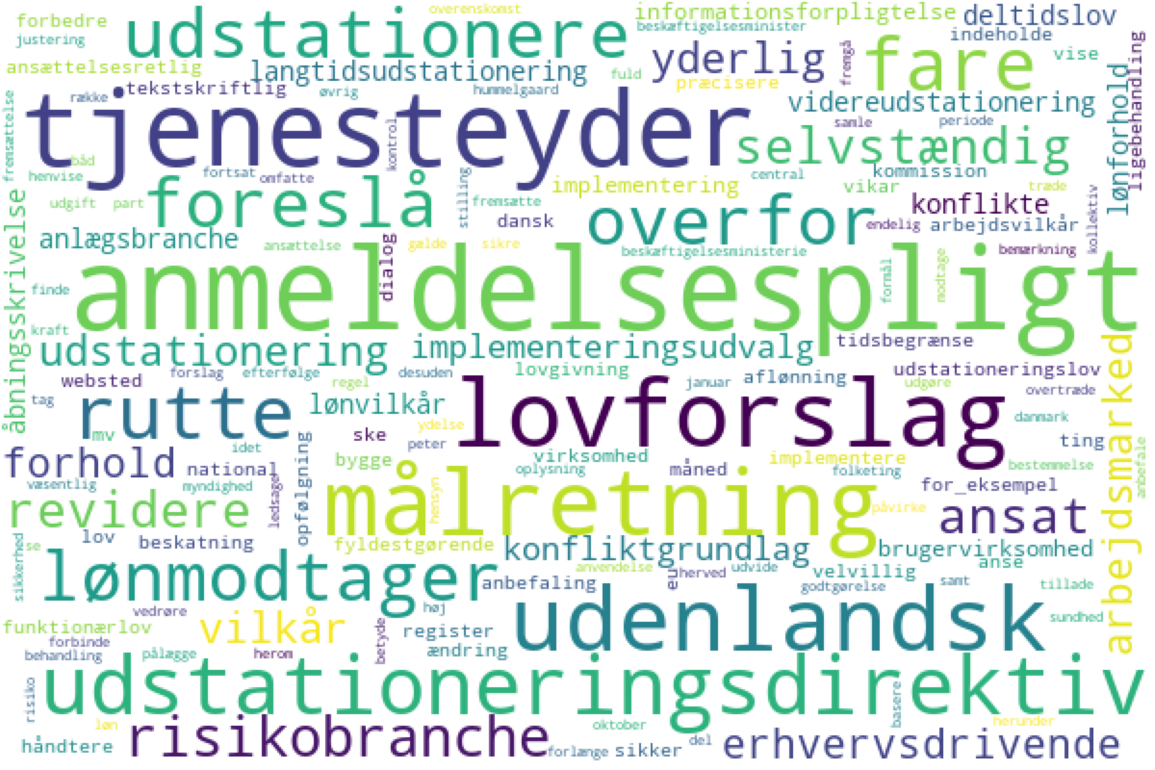 forbedre
overenskomst
informationsforpligtelse
deltidslov
justering
udstationere
beskæftigelsesminister
indeholde
ansættelsesretlig
langtidsudstationering
yderlig
fremgå
fare
vise
tekstskriftlig
fuld
præcisere
lønforhold
ligebehandling
række
øvrig
hummelgaard
videreudstationering
fremsættelse
tjenesteyder
kontrol
samle
periode
selvstændig
båd
fortsat
central
kommission
henvise
omfatte
implementering
vikar
træde
udgift
part
foreslå
stilling
fremsætte
konflikte
kollektiv
dansk
overfor
endelig
arbejdsvilkår
anlægsbranche
ansættelse
dialog
gælde
sikre
beskæftigelsesministerie
bemærkning
åbningsskrivelse
finde
anmeldelsespligt
formål
modtage
kraft
udstationering
implementeringsudvalg
tidsbegrænse
arbejdsmarked
websted
forslag
efterfølge
regel
desuden
lovgivning
januar
aflønning
udstationeringslov
udgøre
overtræde
tag
rutte
lønvilkår
lovforslag
danmark
mv
idet
ske
ydelse
peter
ting
forhold
national
bygge
virksomhed
oplysning
måned
implementere
folketing
bestemmelse
anbefale
væsentlig
myndighed
ledsage
opfølgning
målretning
hensyn
for_eksempel
påvirke
revidere
ansat
lov
beskatning
fyldestgørende
konfliktgrundlag
brugervirksomhed
anse
sikkerhed
se
lønmodtager
anbefaling
anvendelse
eu
herved
udvide
velvillig
godtgørelse
samt
tillade
vedrøre
høj
udenlandsk
sundhed
funktionærlov
vilkår
register
forbinde
betyde
ændring
behandling
pålægge
herom
risiko
udstationeringsdirektiv
basere
løn
risikobranche
oktober
herunder
håndtere
forlænge
sikker
del
erhvervsdrivende